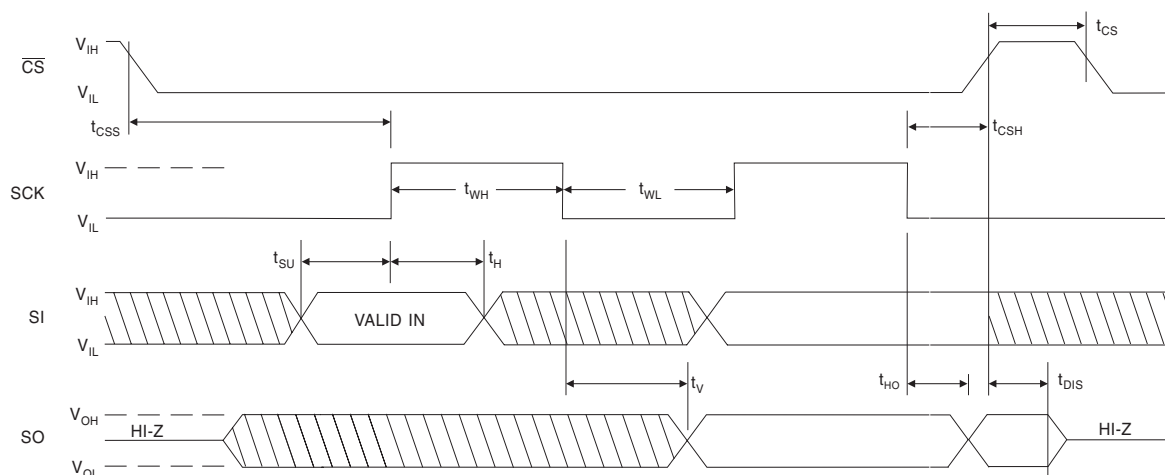 V_IH
t_CS
CS
V_IL
t_CSS
t_CSH
V_IH
SCK
t_WH
t_WL
V_IL
t_SU
t_H
V_IH
SI
VALID IN
V_IL
t_V
t_HO
t_DIS
V_OH
SO
HI-Z
HI-Z
V_OL